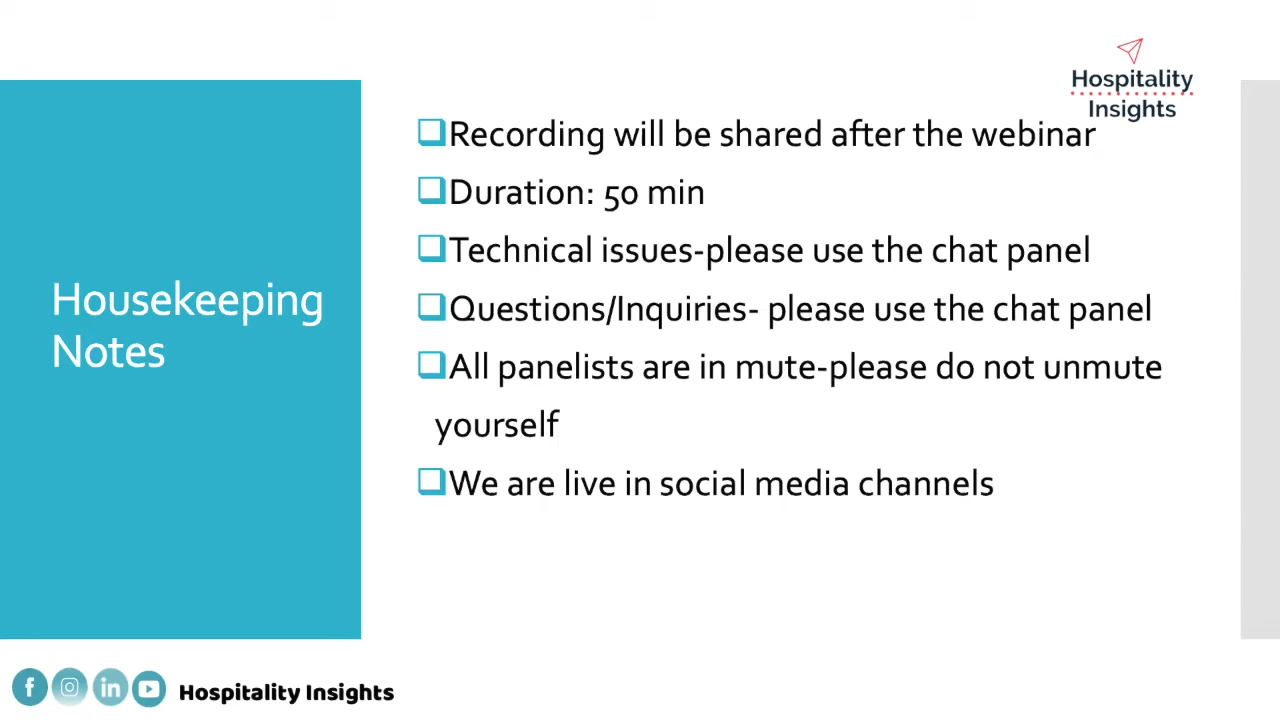 Hospitality
Insights
Housekeeping
Notes
Recording will be shared after the webinar
Duration: 50 min
Technical issues-please use the chat panel
Questions/Inquiries- please use the chat panel
All panelists are in mute-please do not unmute
yourself
We are live in social media channels
Hospitality Insights